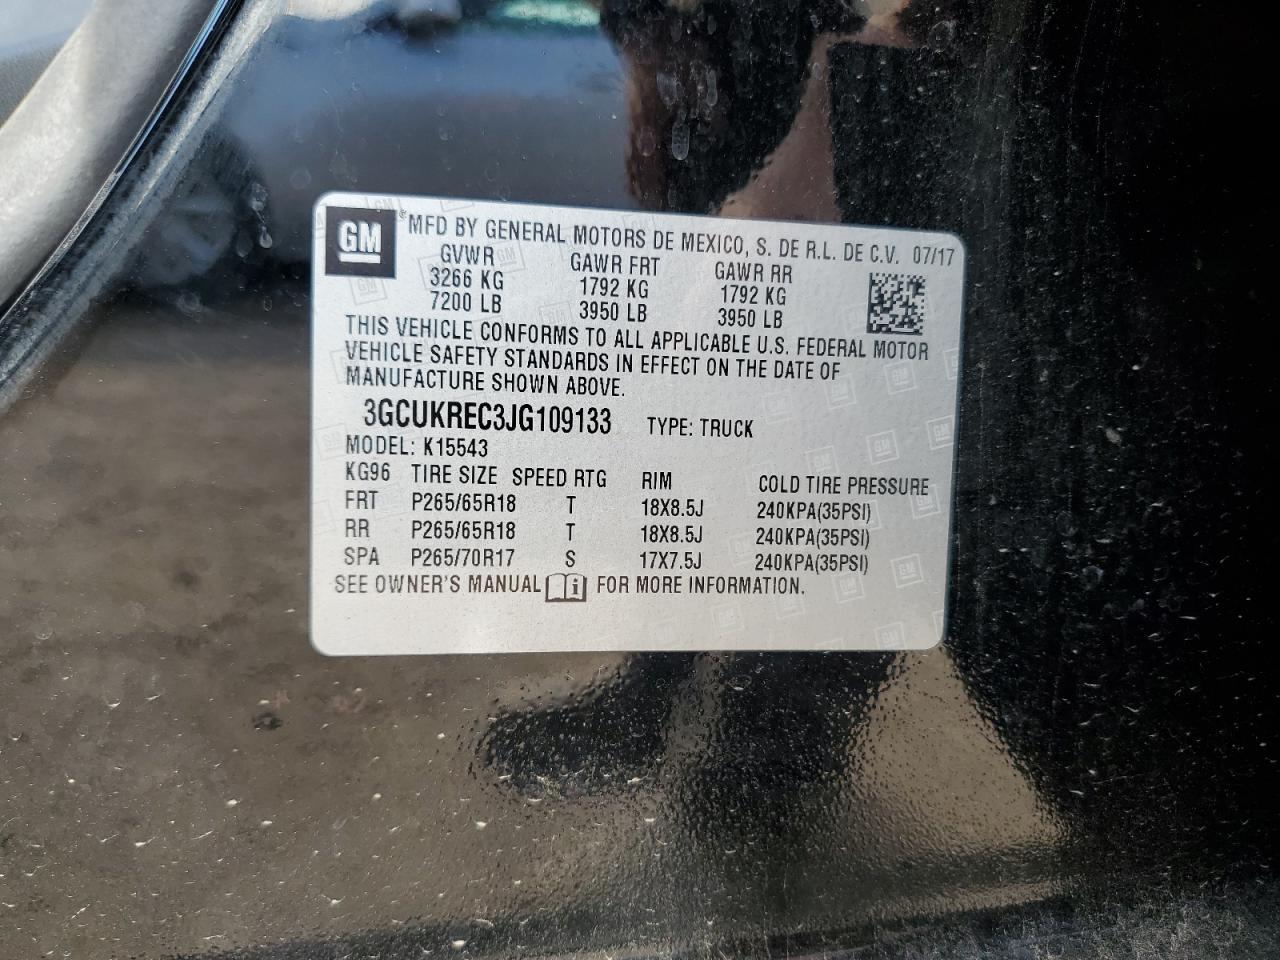 GM
MFD BY GENERAL MOTORS DE MEXICO, S. DE R.L. DE C.V. 07/17
GVWR GAWR FRT GAWR RR
3266 KG 1792 KG 1792 KG
7200 LB 3950 LB 3950 LB
THIS VEHICLE CONFORMS TO ALL APPLICABLE U.S. FEDERAL MOTOR
VEHICLE SAFETY STANDARDS IN EFFECT ON THE DATE OF
MANUFACTURE SHOWN ABOVE.
3GCUKREC3JG109133 TYPE: TRUCK
MODEL: K15543
KG96 TIRE SIZE SPEED RTG RIM COLD TIRE PRESSURE
FRT P265/65R18 T 18X8.5J 240KPA(35PSI)
RR P265/65R18 T 18X8.5J 240KPA(35PSI)
SPA P265/70R17 S 17X7.5J 240KPA(35PSI)
SEE OWNER'S MANUAL i FOR MORE INFORMATION.